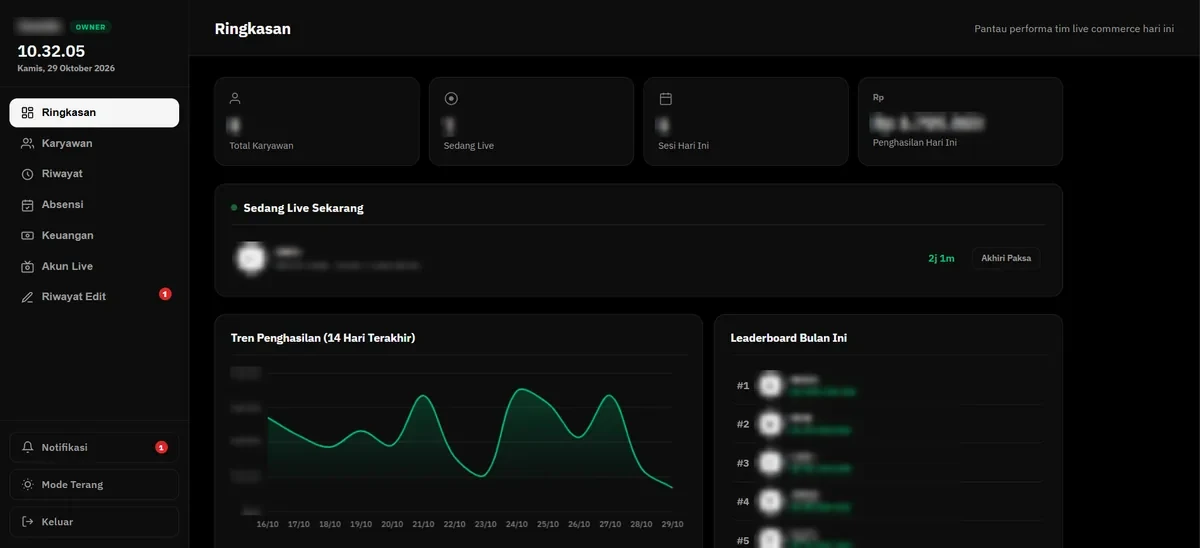 OWNER
10.32.05
Kamis, 29 Oktober 2026
Ringkasan
Karyawan
Riwayat
Absensi
Keuangan
Akun Live
Riwayat Edit 1
Notifikasi 1
Mode Terang
Keluar
Ringkasan
Pantau performa tim live commerce hari ini
Total Karyawan
Sedang Live
Sesi Hari Ini
Rp
Penghasilan Hari Ini
Sedang Live Sekarang
2j 1m
Akhiri Paksa
Tren Penghasilan (14 Hari Terakhir)
16/10 17/10 18/10 19/10 20/10 21/10 22/10 23/10 24/10 25/10 26/10 27/10 28/10 29/10
Leaderboard Bulan Ini
#1
#2
#3
#4
#5